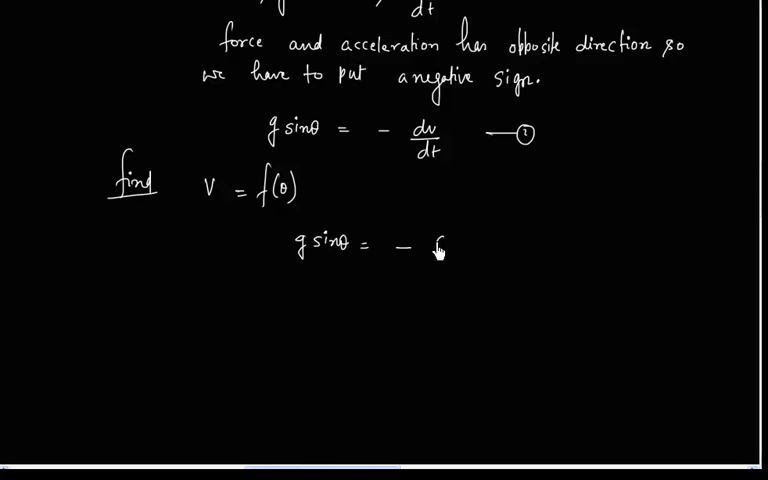 dt
force and acceleration has opposite direction so
we have to put a negative sign.
g sinθ = - dv/dt —②
find v = f(θ)
g sinθ = -